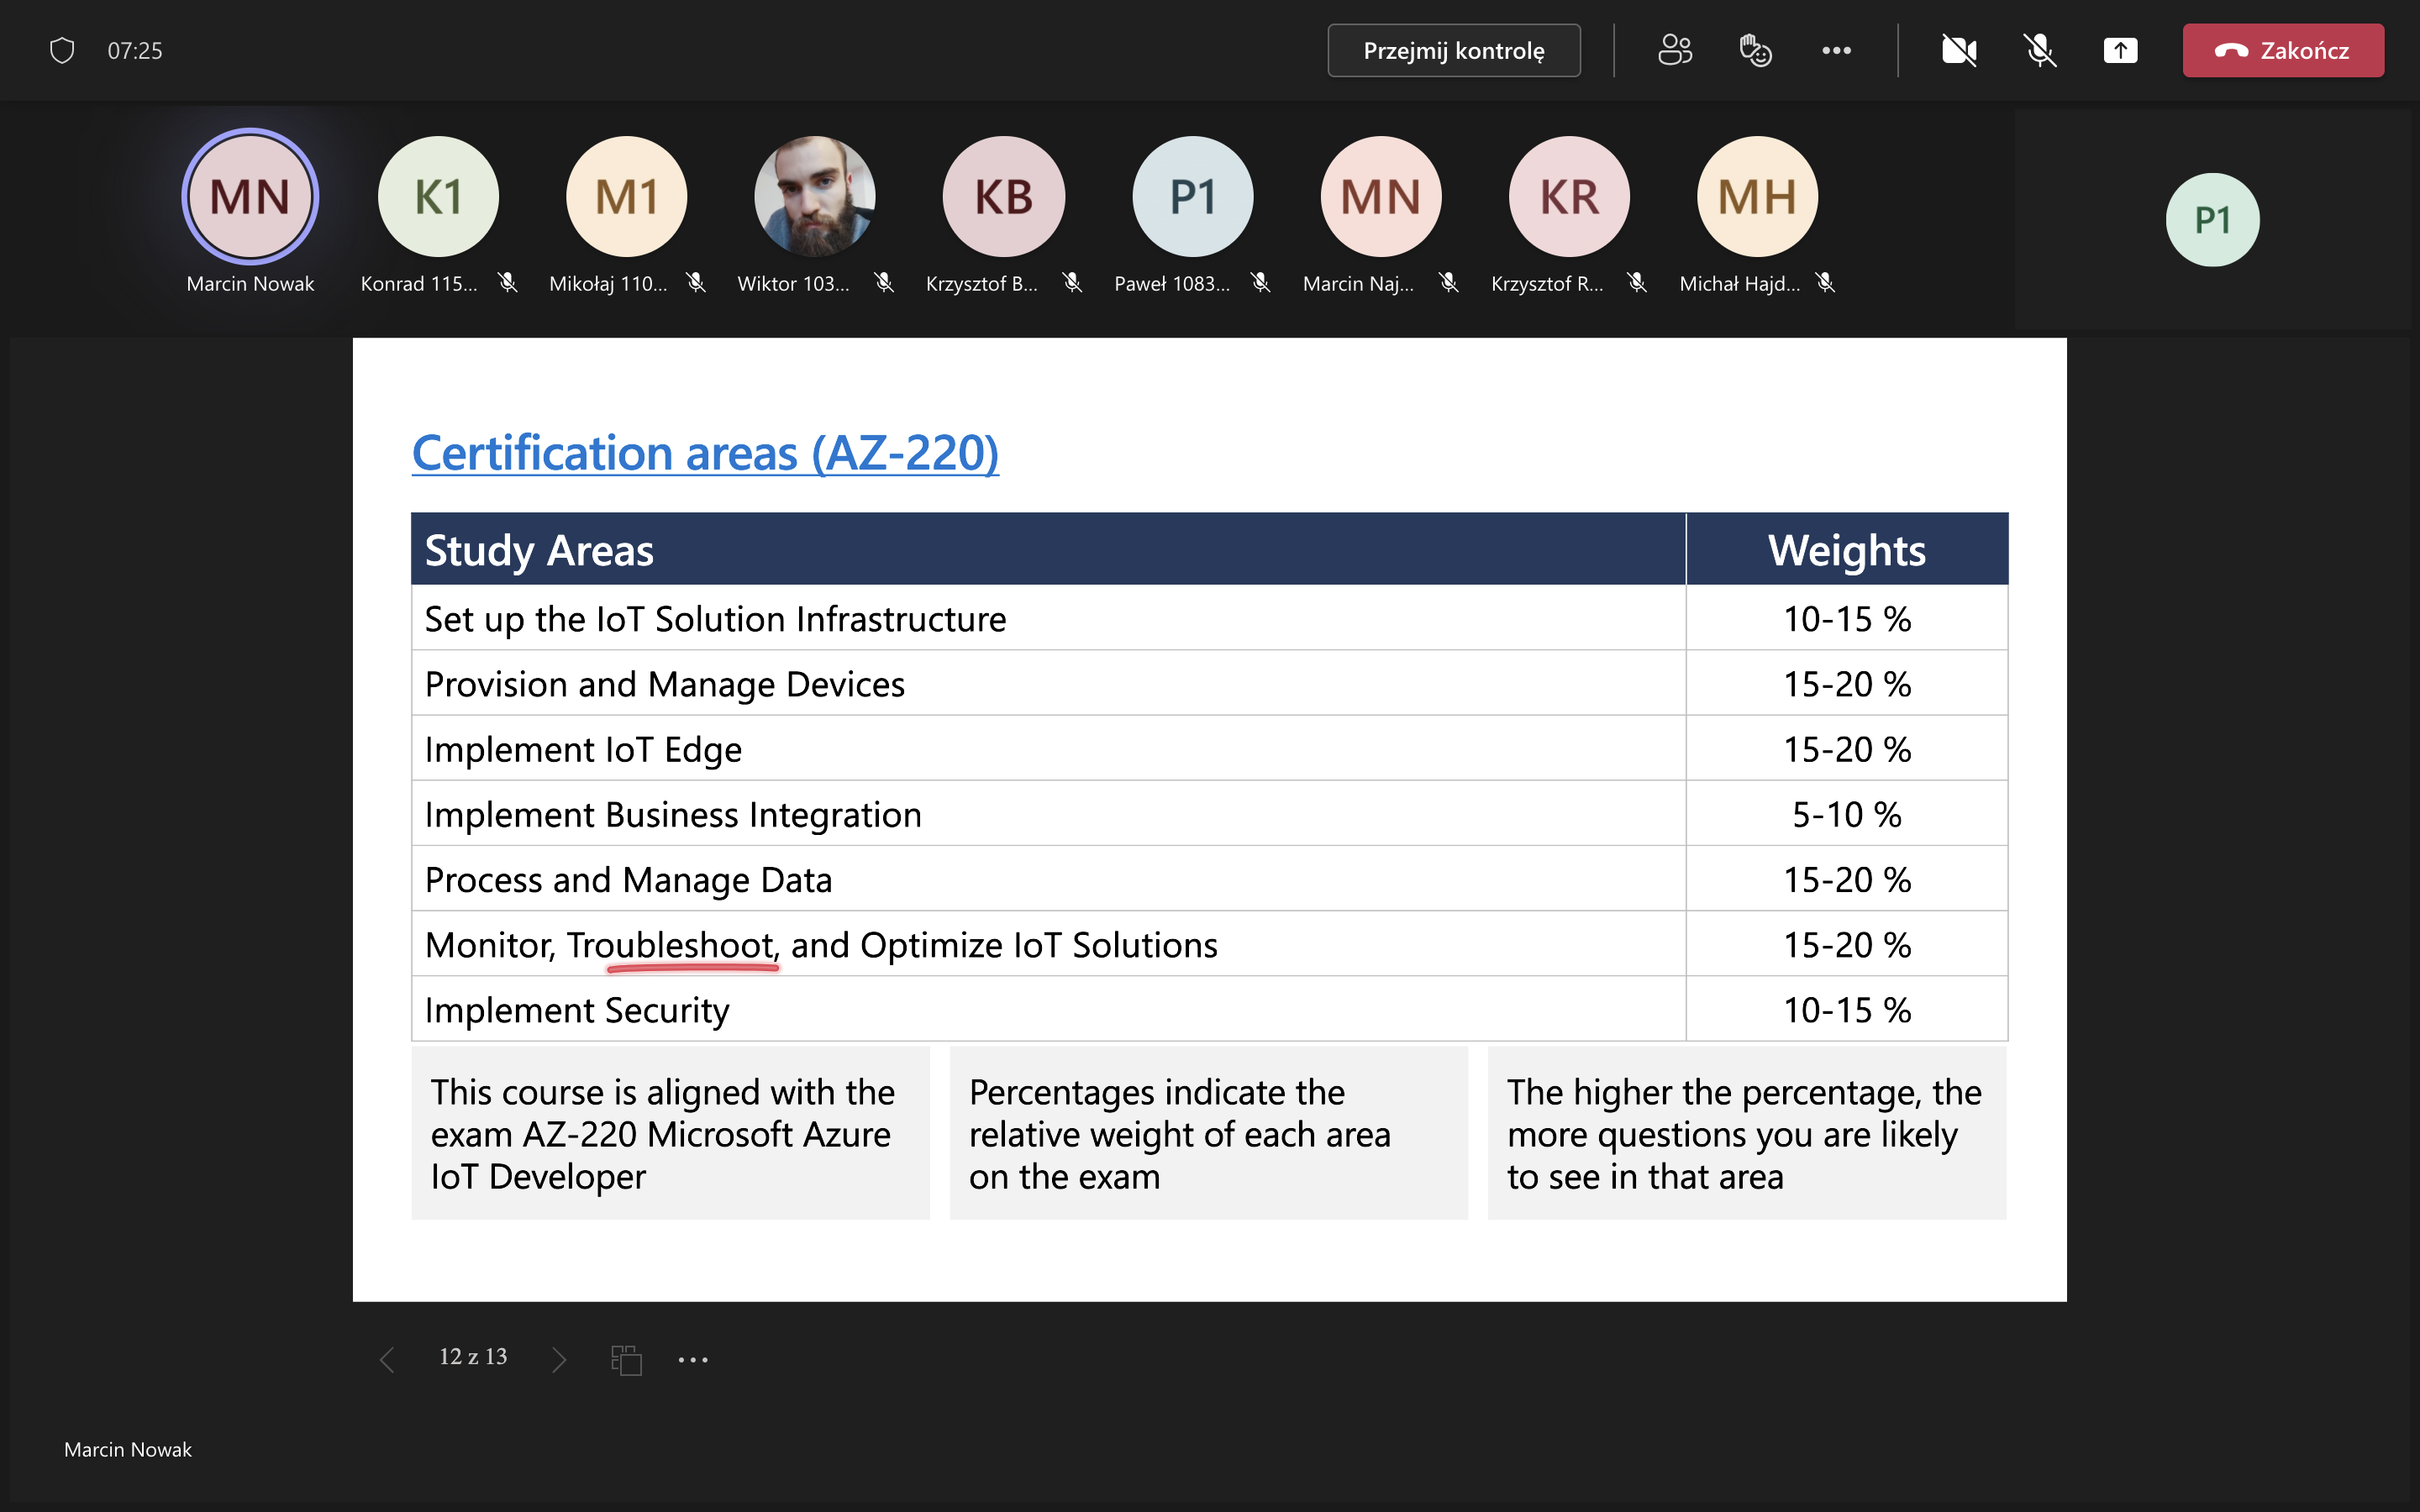 07:25
Przejmij kontrolę
Zakończ
MN
K1
M1
KB
P1
MN
KR
MH
P1
Marcin Nowak
Konrad 115...
Mikołaj 110...
Wiktor 103...
Krzysztof B...
Paweł 1083...
Marcin Naj...
Krzysztof R...
Michał Hajd...
Certification areas (AZ-220)
Study Areas Weights
Set up the IoT Solution Infrastructure 10-15 %
Provision and Manage Devices 15-20 %
Implement IoT Edge 15-20 %
Implement Business Integration 5-10 %
Process and Manage Data 15-20 %
Monitor, Troubleshoot, and Optimize IoT Solutions 15-20 %
Implement Security 10-15 %
This course is aligned with the
exam AZ-220 Microsoft Azure
IoT Developer
Percentages indicate the
relative weight of each area
on the exam
The higher the percentage, the
more questions you are likely
to see in that area
12 z 13
Marcin Nowak